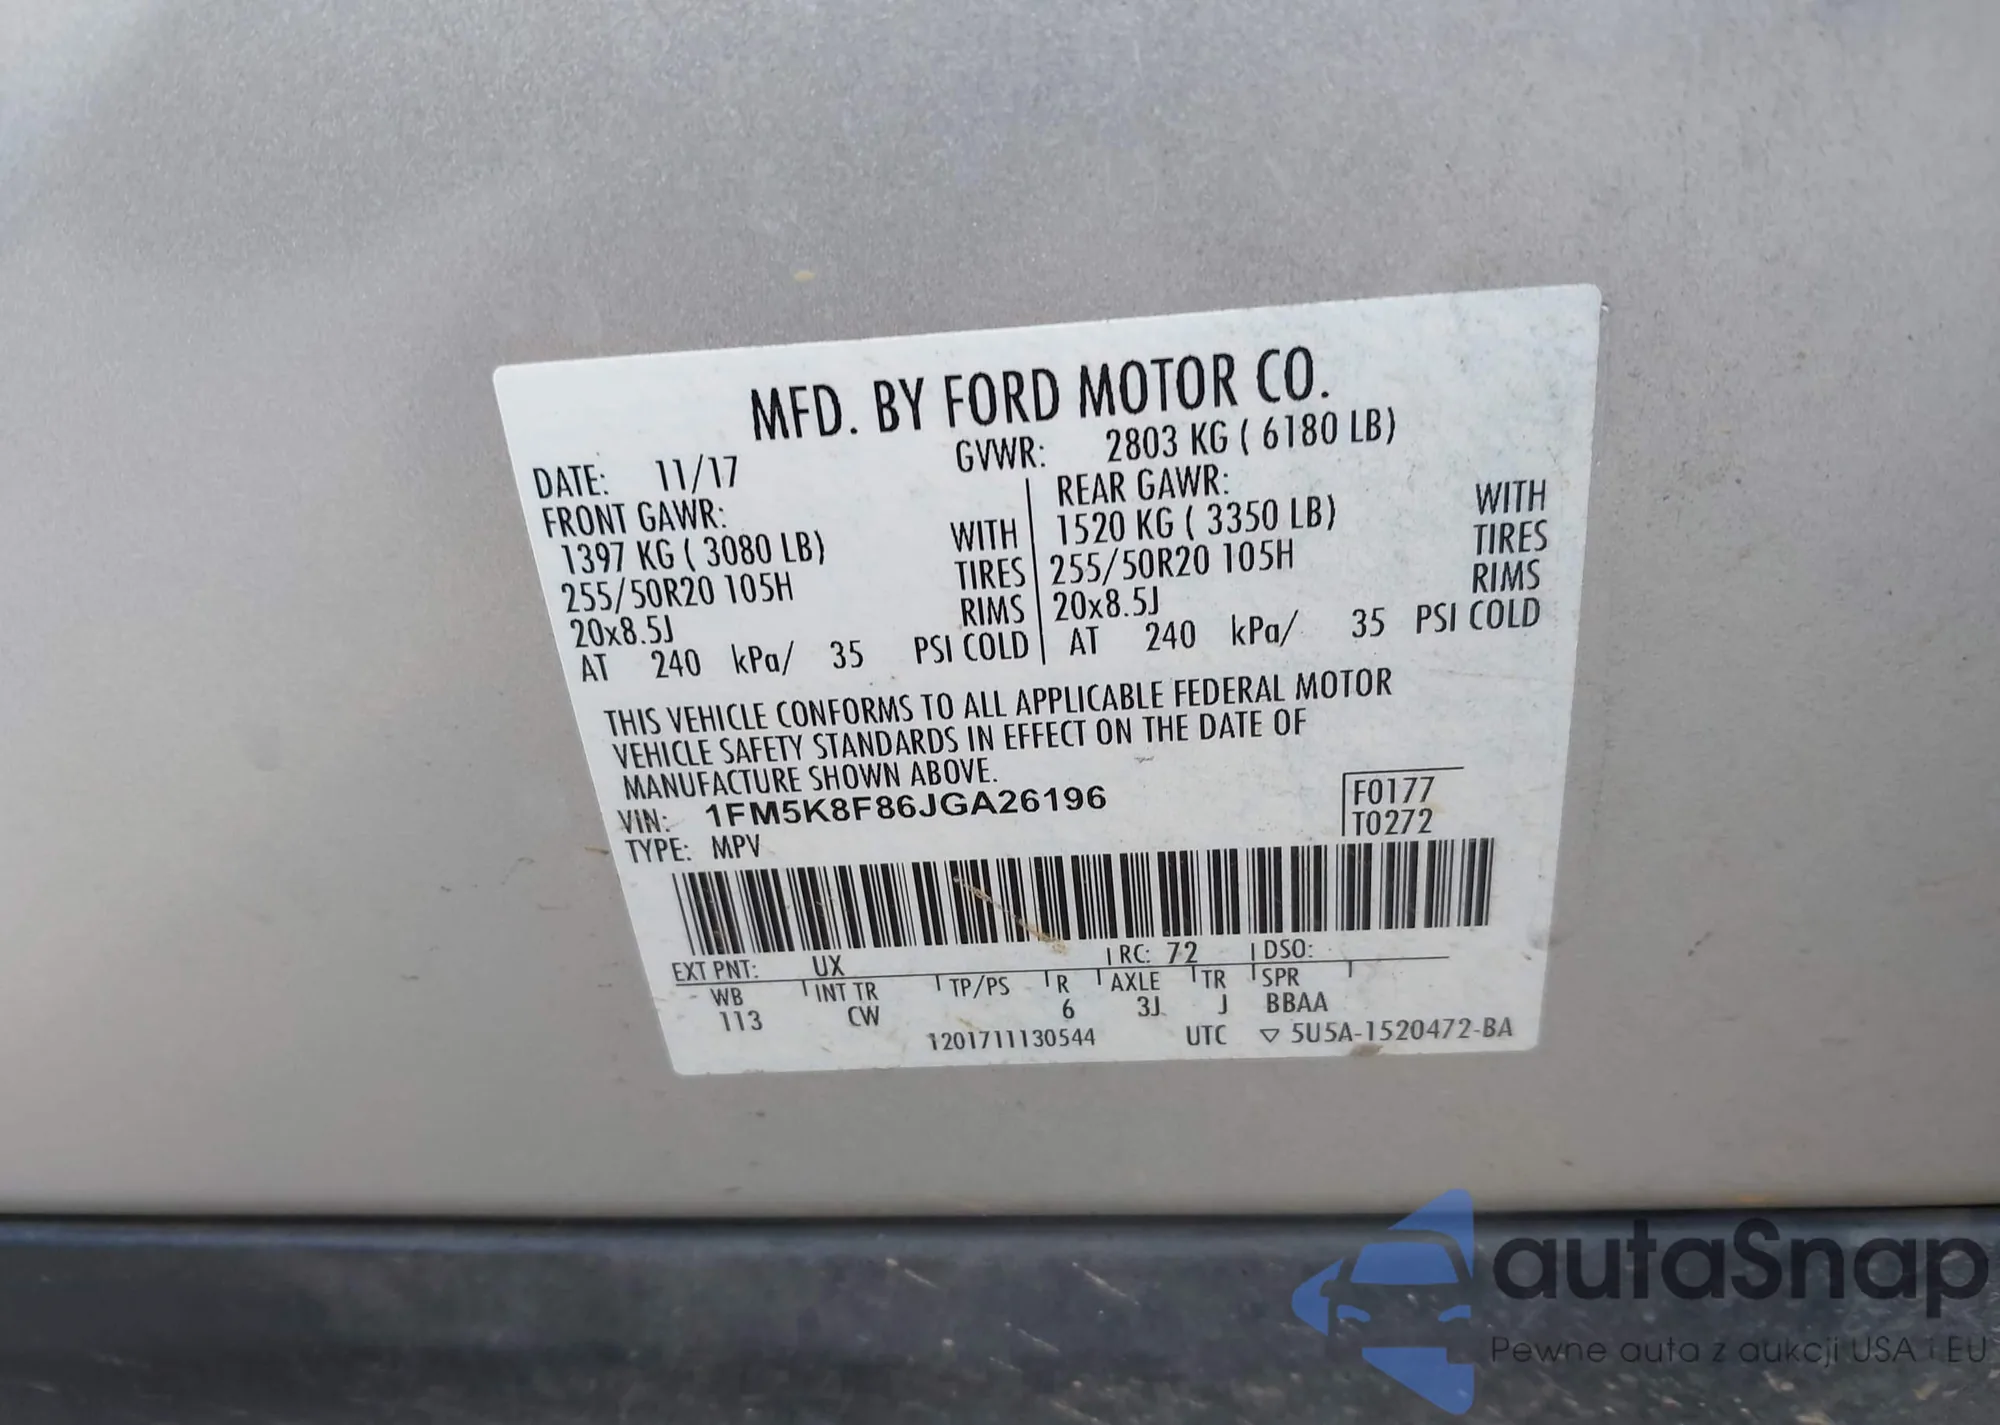 MFD. BY FORD MOTOR CO.
DATE: 11/17 GVWR: 2803 KG ( 6180 LB)
FRONT GAWR: REAR GAWR:
1397 KG ( 3080 LB) WITH 1520 KG ( 3350 LB) WITH
255/50R20 105H TIRES 255/50R20 105H TIRES
20x8.5J RIMS 20x8.5J RIMS
AT 240 kPa/ 35 PSI COLD AT 240 kPa/ 35 PSI COLD
THIS VEHICLE CONFORMS TO ALL APPLICABLE FEDERAL MOTOR
VEHICLE SAFETY STANDARDS IN EFFECT ON THE DATE OF
MANUFACTURE SHOWN ABOVE.
VIN: 1FM5K8F86JGA26196 F0177
TYPE: MPV T0272
EXT PNT: UX RC: 72 DSO:
WB INT TR TP/PS R AXLE TR SPR
113 CW 6 3J J BBAA
1201711130544 UTC ▽ 5U5A-1520472-BA
autaSnap
Pewne auta z aukcji USA i EU